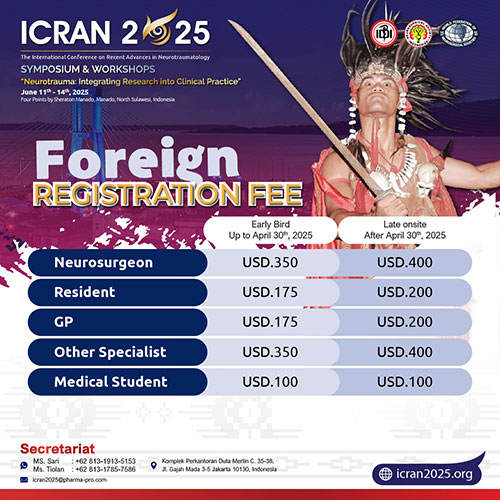 ICRAN 2025
The International Conference on Recent Advances in Neurotraumatology
SYMPOSIUM & WORKSHOPS
"Neurotrauma: Integrating Research into Clinical Practice"
June 11th - 14th, 2025
Four Points by Sheraton Manado, Manado, North Sulawesi, Indonesia
Foreign
REGISTRATION FEE
Early Bird
Up to April 30th, 2025
Late onsite
After April 30th, 2025
Neurosurgeon USD.350 USD.400
Resident USD.175 USD.200
GP USD.175 USD.200
Other Specialist USD.350 USD.400
Medical Student USD.100 USD.100
Secretariat
MS. Sari : +62 813-1913-5153
Ms. Tiolan : +62 813-1785-7586
icran2025@pharma-pro.com
Komplek Perkantoran Duta Merlin C. 35-38,
Jl. Gajah Mada 3-5 Jakarta 10130, Indonesia
icran2025.org